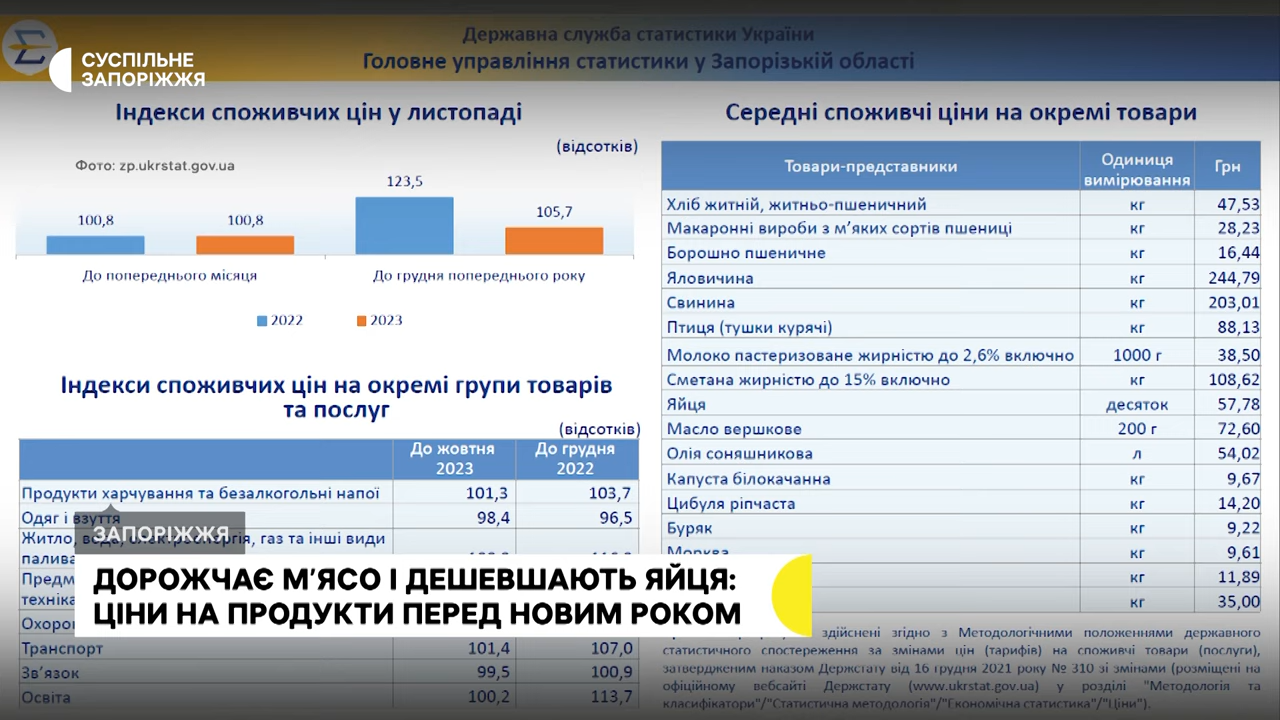 Державна служба статистики України
Головне управління статистики у Запорізькій області
СУСПІЛЬНЕ
ЗАПОРІЖЖЯ
Індекси споживчих цін у листопаді
(відсотків)
Фото: zp.ukrstat.gov.ua
123,5
100,8 100,8 105,7
До попереднього місяця До грудня попереднього року
2022 2023
Індекси споживчих цін на окремі групи товарів
та послуг
(відсотків)
До жовтня До грудня
2023 2022
Продукти харчування та безалкогольні напої 101,3 103,7
Одяг і взуття 98,4 96,5
Житло, вода, електроенергія, газ та інші види
палива
Транспорт 101,4 107,0
Зв’язок 99,5 100,9
Освіта 100,2 113,7
Середні споживчі ціни на окремі товари
Товари-представники Одиниця вимірювання Грн
Хліб житній, житньо-пшеничний кг 47,53
Макаронні вироби з м’яких сортів пшениці кг 28,23
Борошно пшеничне кг 16,44
Яловичина кг 244,79
Свинина кг 203,01
Птиця (тушки курячі) кг 88,13
Молоко пастеризоване жирністю до 2,6% включно 1000 г 38,50
Сметана жирністю до 15% включно кг 108,62
Яйця десяток 57,78
Масло вершкове 200 г 72,60
Олія соняшникова л 54,02
Капуста білокачанна кг 9,67
Цибуля ріпчаста кг 14,20
Буряк кг 9,22
Морква кг 9,61
кг 11,89
кг 35,00
здійснені згідно з Методологічними положеннями державного
статистичного спостереження за змінами цін (тарифів) на споживчі товари (послуги),
затвердженим наказом Держстату від 16 грудня 2021 року № 310 зі змінами (розміщені на
офіційному вебсайті Держстату (www.ukrstat.gov.ua) у розділі "Методологія та
класифікатори"/"Статистична методологія"/"Економічна статистика"/"Ціни").
ЗАПОРІЖЖЯ
ДОРОЖЧАЄ М’ЯСО І ДЕШЕВШАЮТЬ ЯЙЦЯ:
ЦІНИ НА ПРОДУКТИ ПЕРЕД НОВИМ РОКОМ